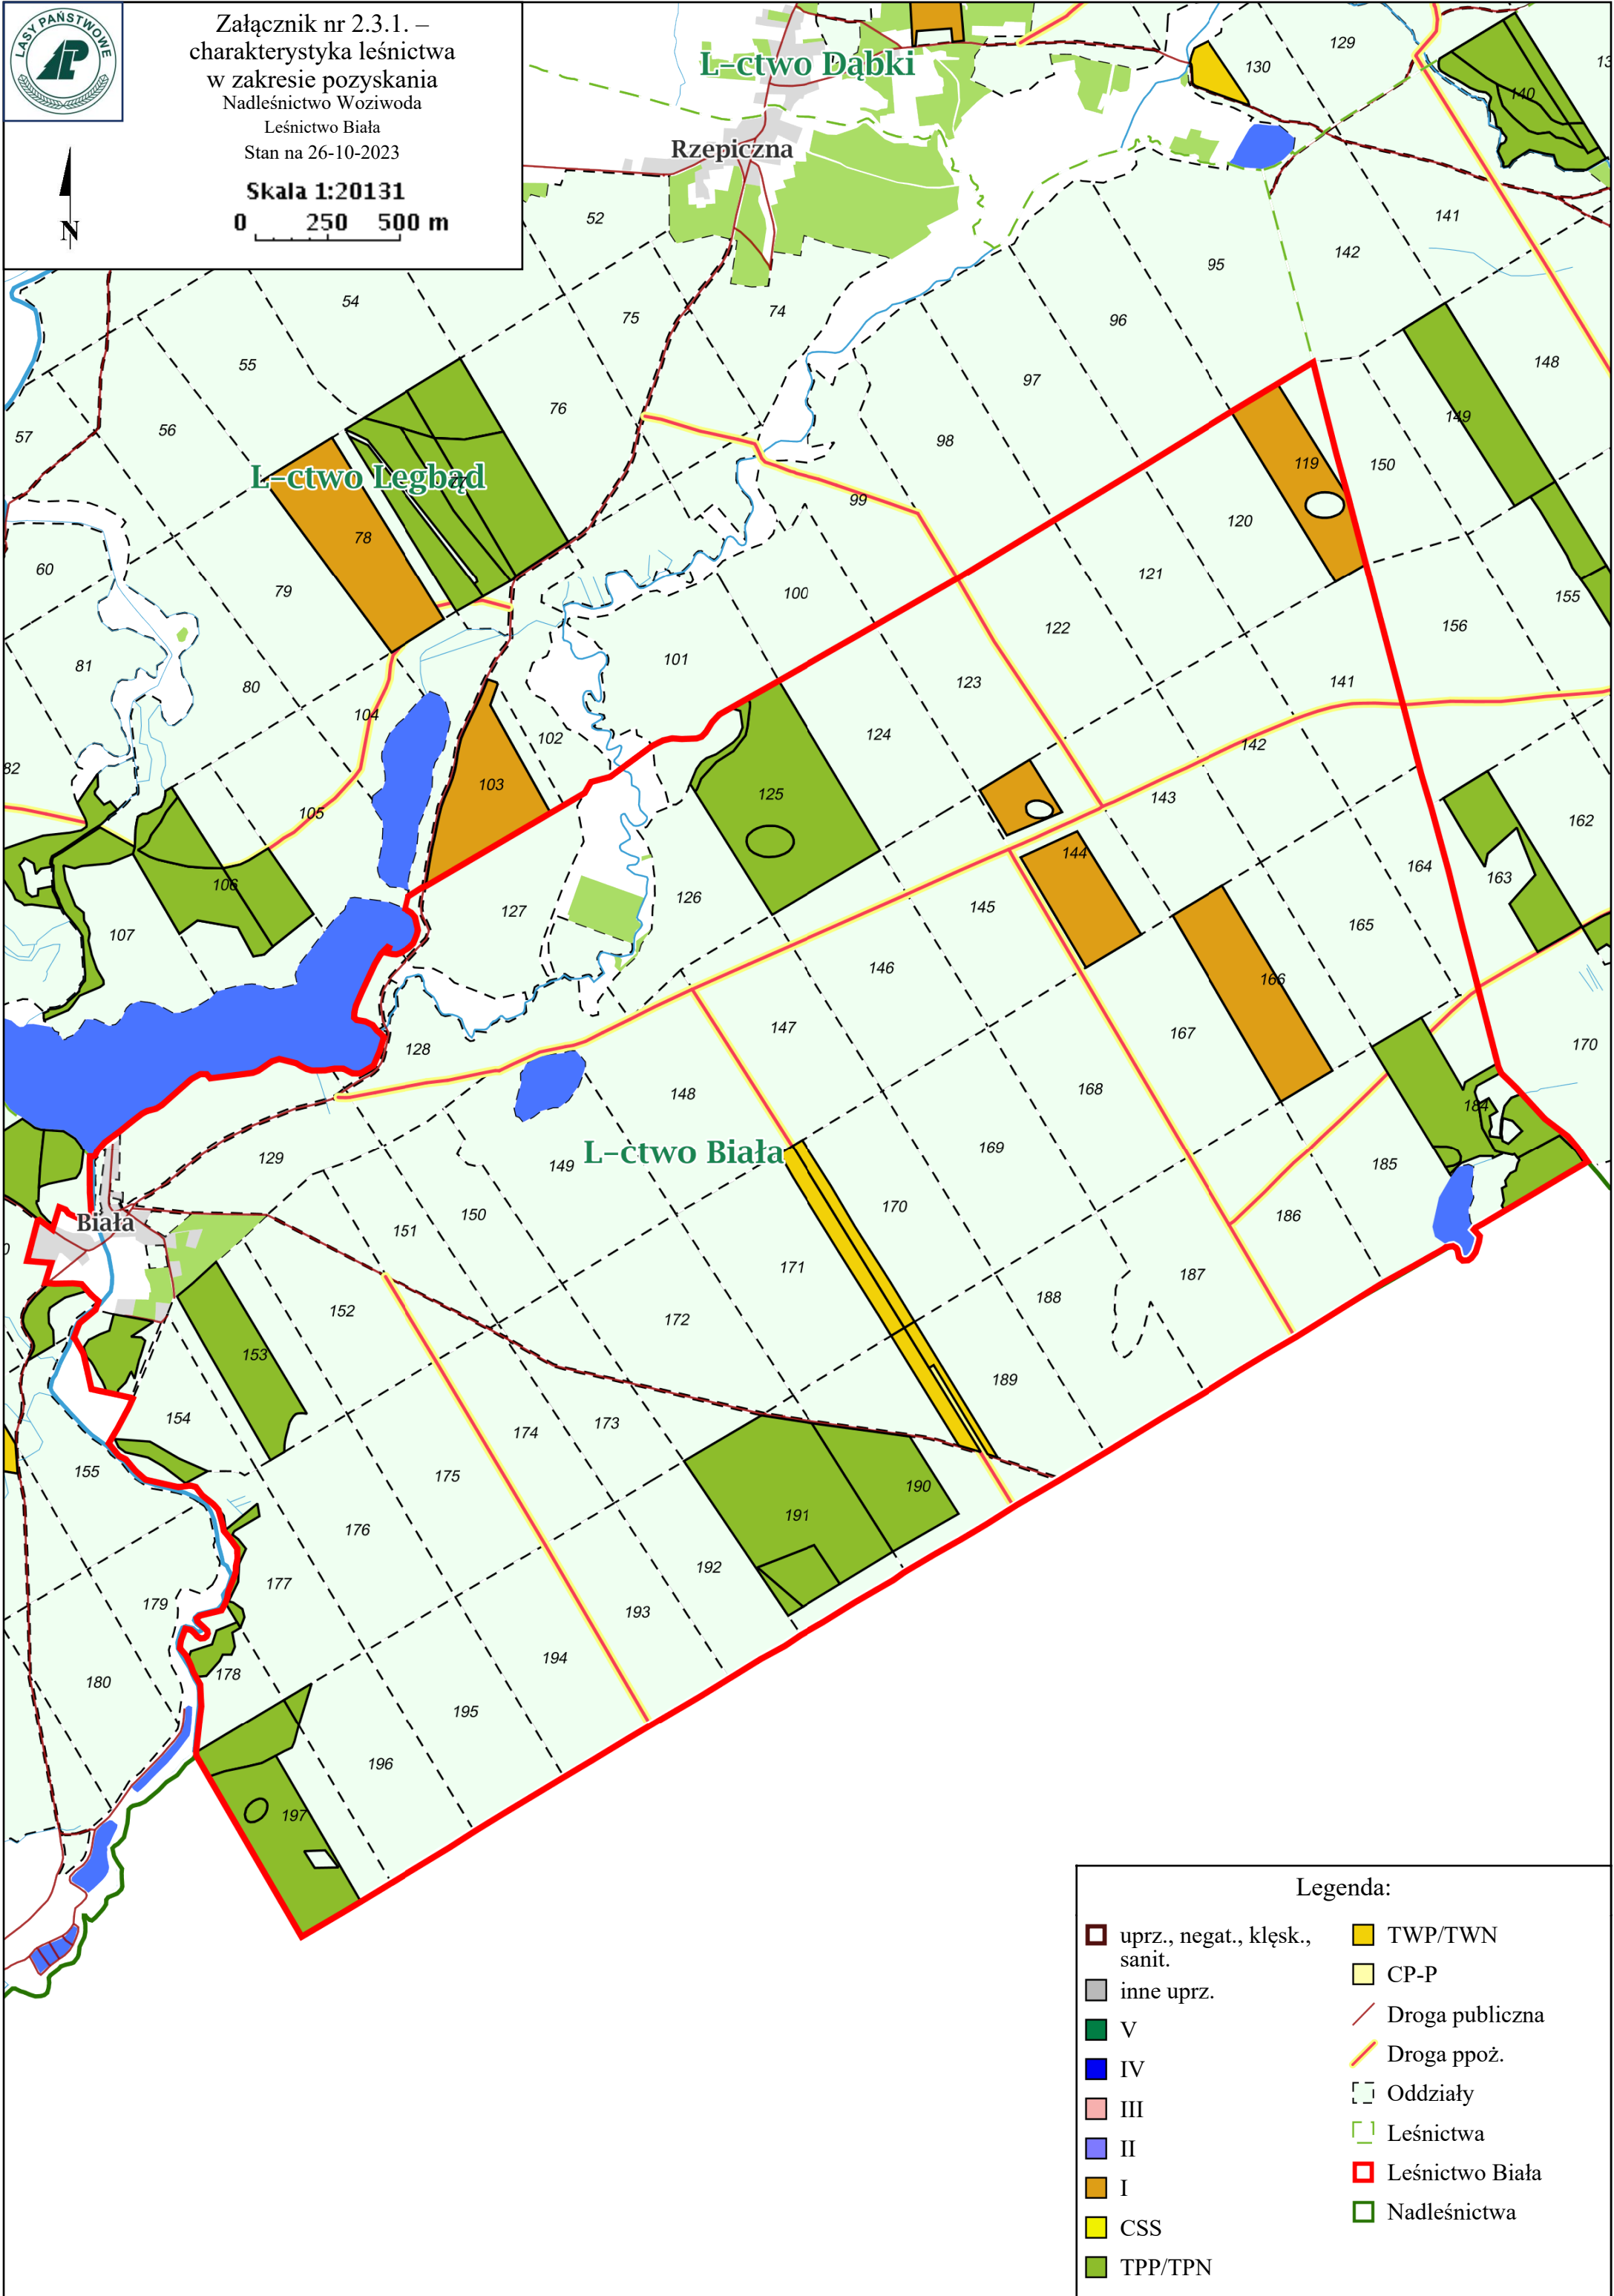 LASY PAŃSTWOWE
Załącznik nr 2.3.1. –
charakterystyka leśnictwa
w zakresie pozyskania
Nadleśnictwo Woziwoda
Leśnictwo Biała
Stan na 26-10-2023
Skala 1:20131
0 250 500 m
N
L-ctwo Dąbki
129
130
140
Rzepiczna
52
141
142
95
54
75
74
96
148
55
97
76
149
57
56
98
119
150
L-ctwo Legbąd
77
99
120
78
60
79
121
155
100
122
156
81
101
80
123
141
104
102
124
142
82
103
125
143
105
162
144
164
163
106
126
145
127
107
165
146
166
147
167
170
128
148
168
184
169
L-ctwo Biała
129
149
185
170
150
186
Biała
151
171
187
152
188
172
153
189
154
173
174
155
175
190
191
176
192
177
179
193
194
178
180
195
196
197
Legenda:
uprz., negat., klęsk.,
sanit.
inne uprz.
V
IV
III
II
I
CSS
TPP/TPN
TWP/TWN
CP-P
Droga publiczna
Droga ppoż.
Oddziały
Leśnictwa
Leśnictwo Biała
Nadleśnictwa